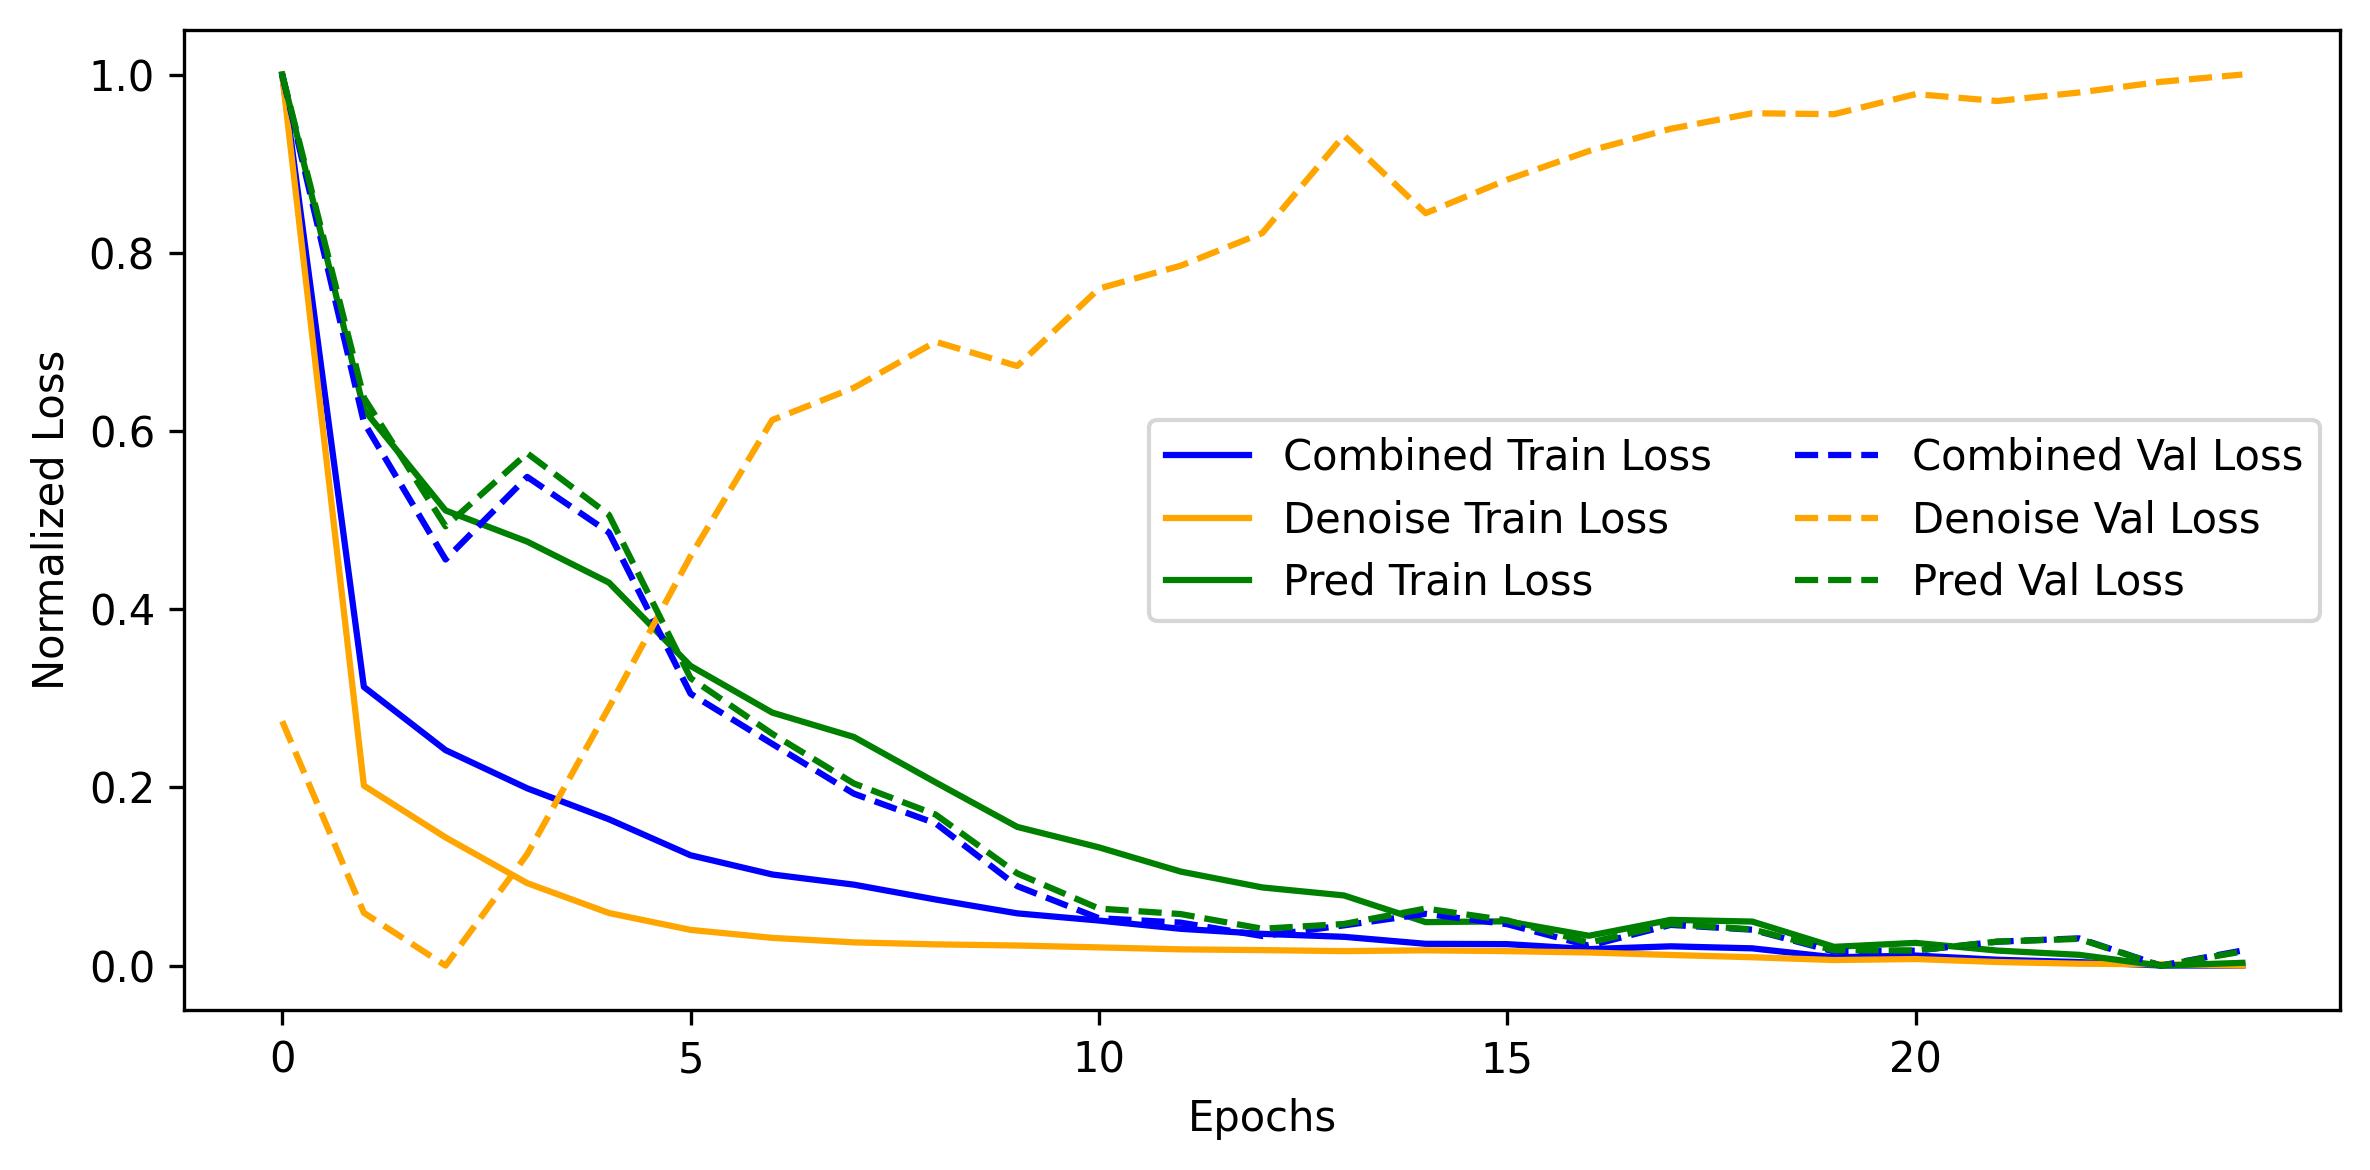 Normalized Loss
1.0
0.8
0.6
0.4
0.2
0.0
Combined Train Loss
Denoise Train Loss
Pred Train Loss
Combined Val Loss
Denoise Val Loss
Pred Val Loss
0 5 10 15 20
Epochs